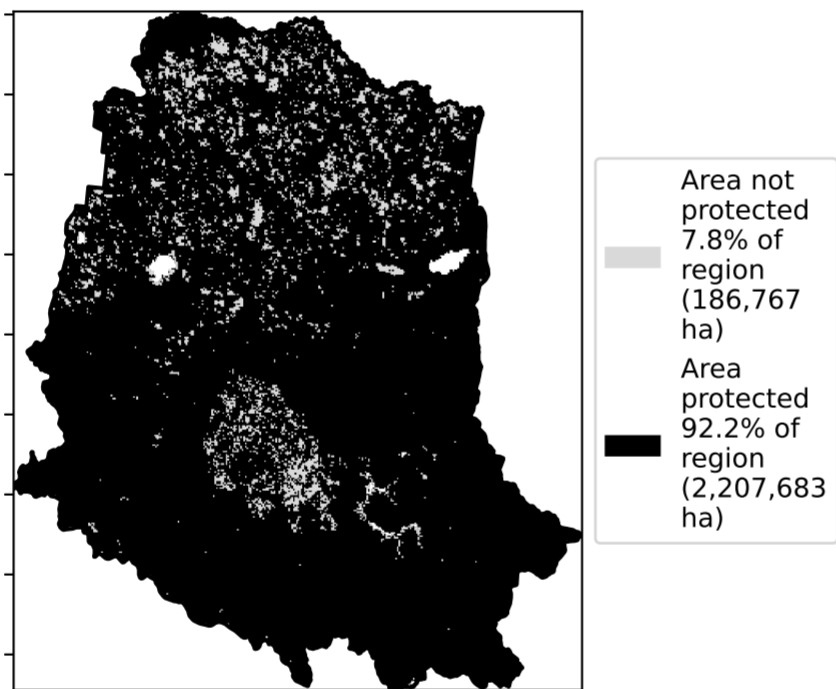 Area not
protected
7.8% of
region
(186,767
ha)
Area
protected
92.2% of
region
(2,207,683
ha)